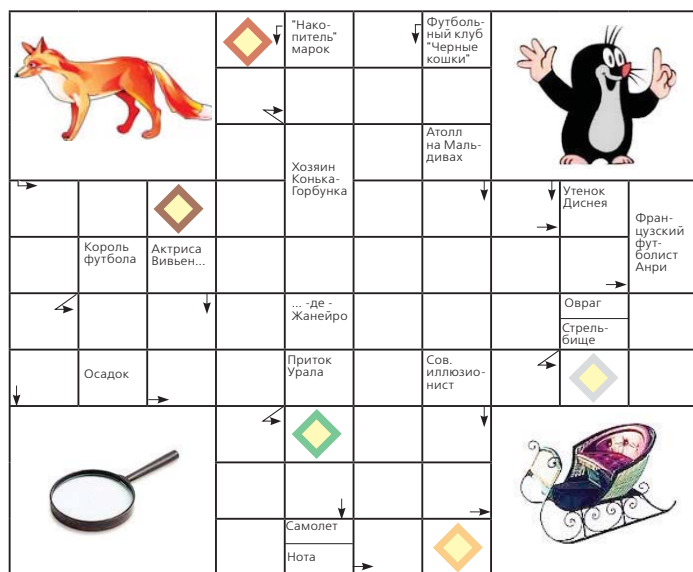 "Нако-
питель"
марок
Футболь-
ный клуб
"Черные
кошки"
Атолл
на Маль-
дивах
Хозяин
Конька-
Горбунка
Утенок
Диснея
Фран-
цузский
фут-
болист
Анри
Король
футбола
Актриса
Вивьен...
... -де -
Жанейро
Овраг
Стрель-
бище
Осадок
Приток
Урала
Сов.
иллюзио-
нист
Самолет
Нота